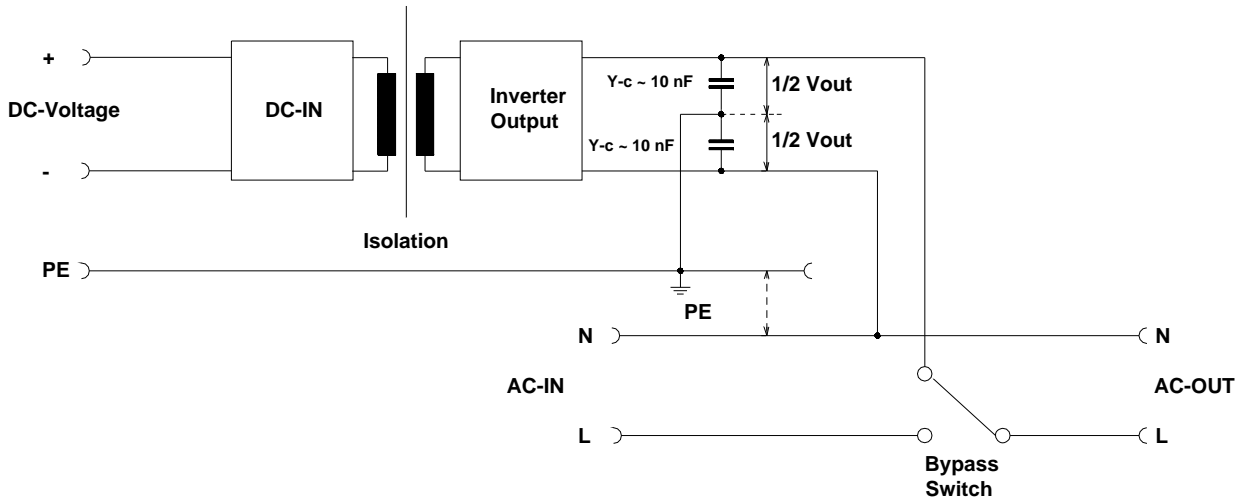 +
DC-Voltage
-
DC-IN
Isolation
Inverter
Output
Y-c ~ 10 nF
Y-c ~ 10 nF
1/2 Vout
1/2 Vout
PE
PE
N
AC-IN
L
N
AC-OUT
L
Bypass
Switch